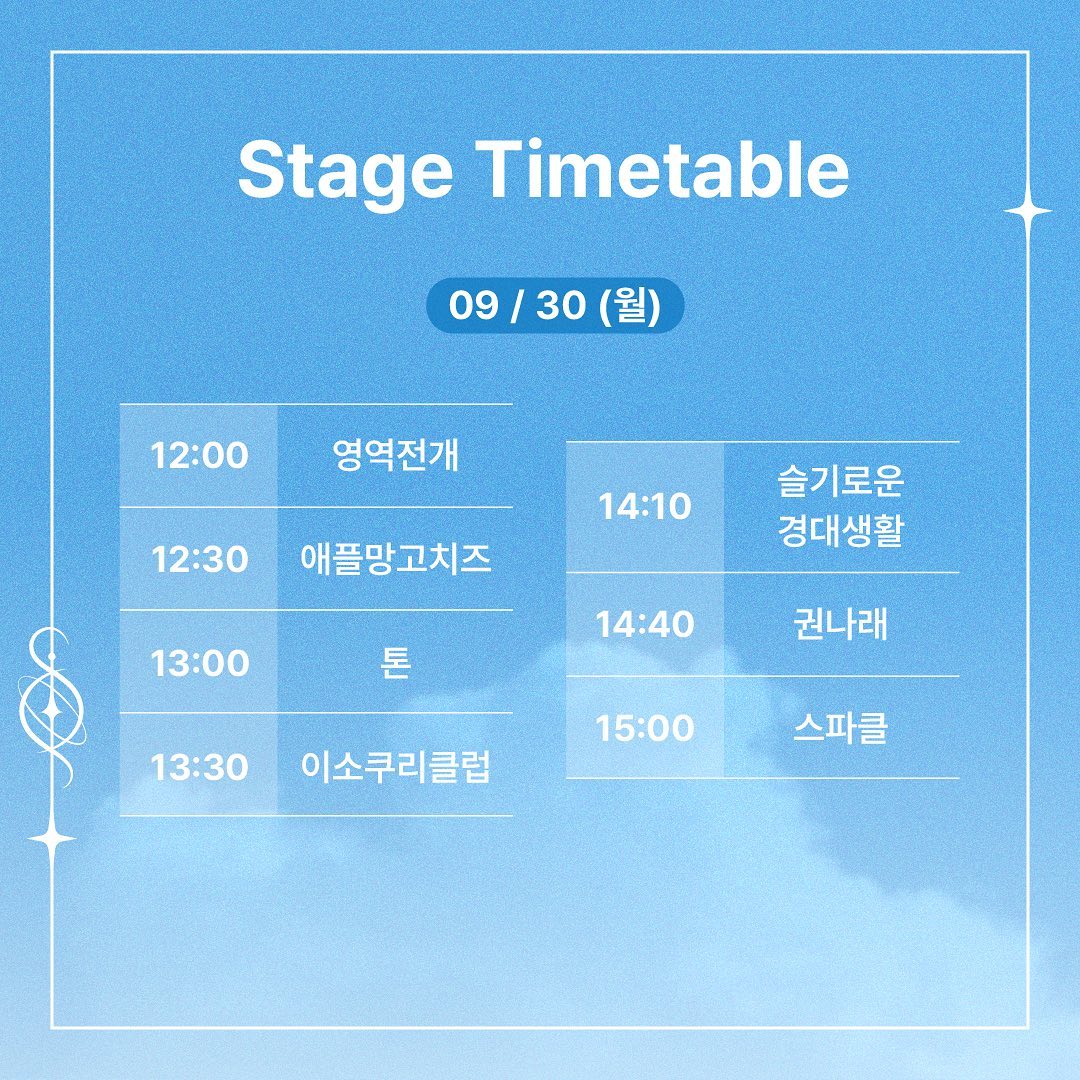 Stage Timetable
09 / 30 (월)
12:00 영역전개
12:30 애플망고치즈
13:00 톤
13:30 이소쿠리클럽
14:10 슬기로운
경대생활
14:40 권나래
15:00 스파클